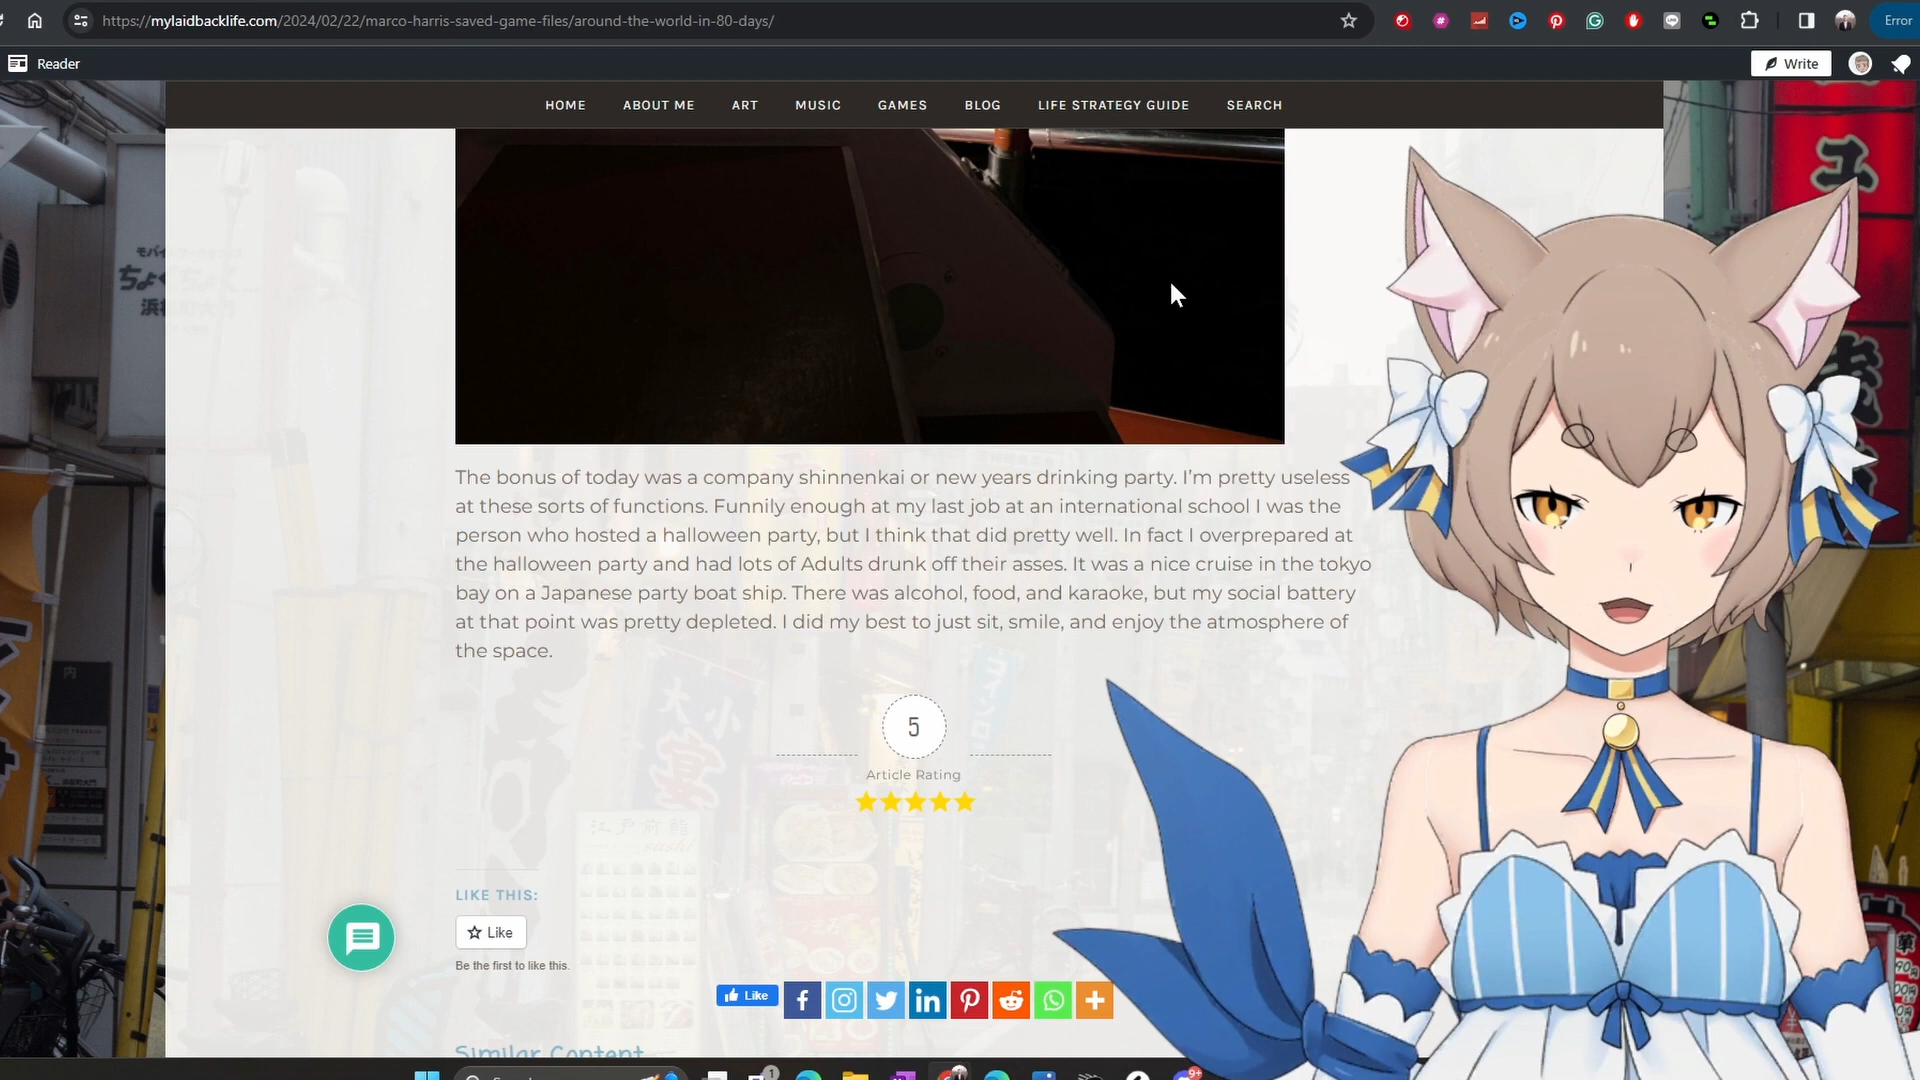 https://mylaidbacklife.com/2024/02/22/marco-harris-saved-game-files/around-the-world-in-80-days/
Error
Reader
Write
HOME ABOUT ME ART MUSIC GAMES BLOG LIFE STRATEGY GUIDE SEARCH
The bonus of today was a company shinnenkai or new years drinking party. I'm pretty useless
at these sorts of functions. Funnily enough at my last job at an international school I was the
person who hosted a halloween party, but I think that did pretty well. In fact I overprepared at
the halloween party and had lots of Adults drunk off their asses. It was a nice cruise in the tokyo
bay on a Japanese party boat ship. There was alcohol, food, and karaoke, but my social battery
at that point was pretty depleted. I did my best to just sit, smile, and enjoy the atmosphere of
the space.
5
Article Rating
LIKE THIS:
Like
Be the first to like this.
Like
Similar Content
1
9+